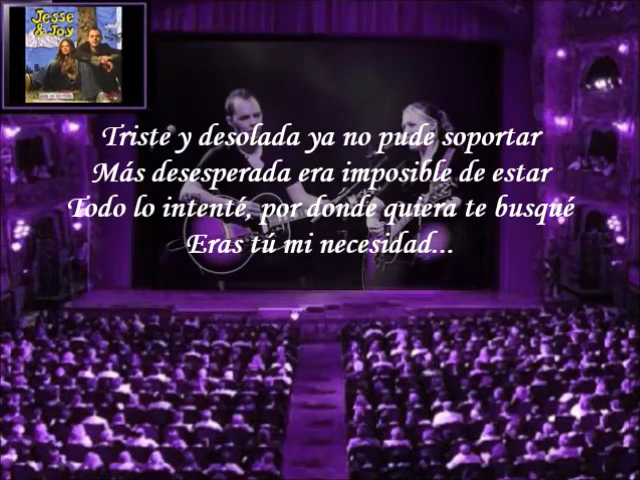 Jesse
& Joy
Triste y desolada ya no pude soportar
Más desesperada era imposible de estar
Todo lo intenté, por donde quiera te busqué
Eras tú mi necesidad...